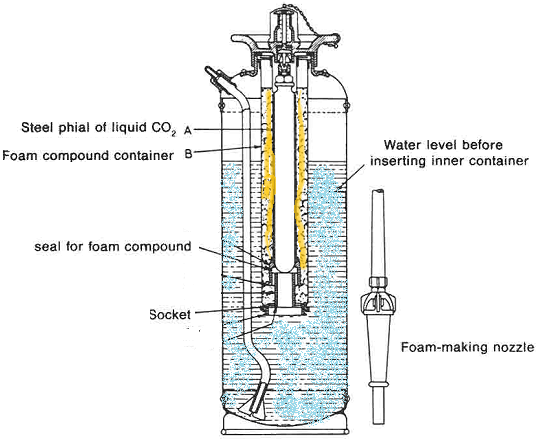 Steel phial of liquid CO₂ A
Foam compound container B
Water level before
inserting inner container
seal for foam compound
Socket
Foam-making nozzle